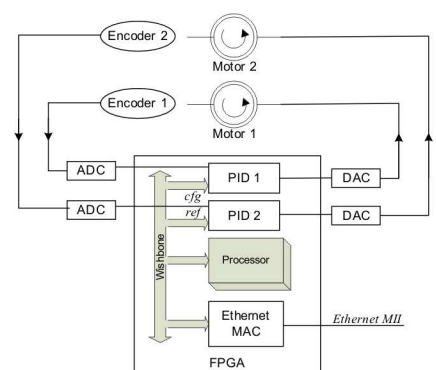 Encoder 2
Motor 2
Encoder 1
Motor 1
ADC
PID 1
DAC
cfg
ADC
ref
PID 2
DAC
Wishbone
Processor
Ethernet
MAC
Ethernet MII
FPGA